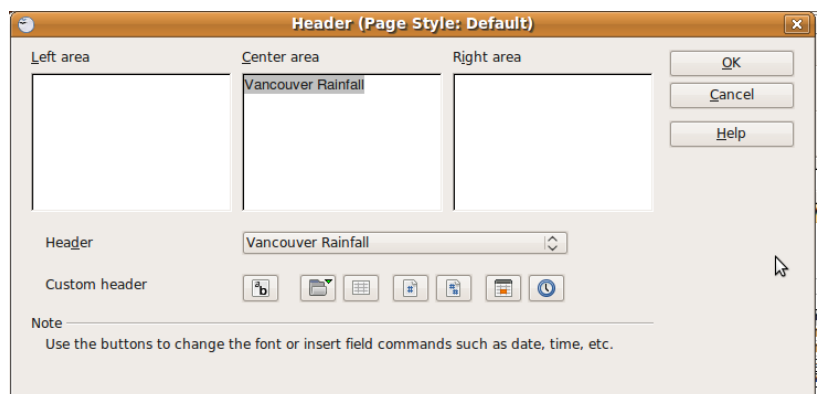 Header (Page Style: Default)
Left area
Center area
Right area
Vancouver Rainfall
OK
Cancel
Help
Header
Vancouver Rainfall
Custom header
ab
#
#
Note
Use the buttons to change the font or insert field commands such as date, time, etc.